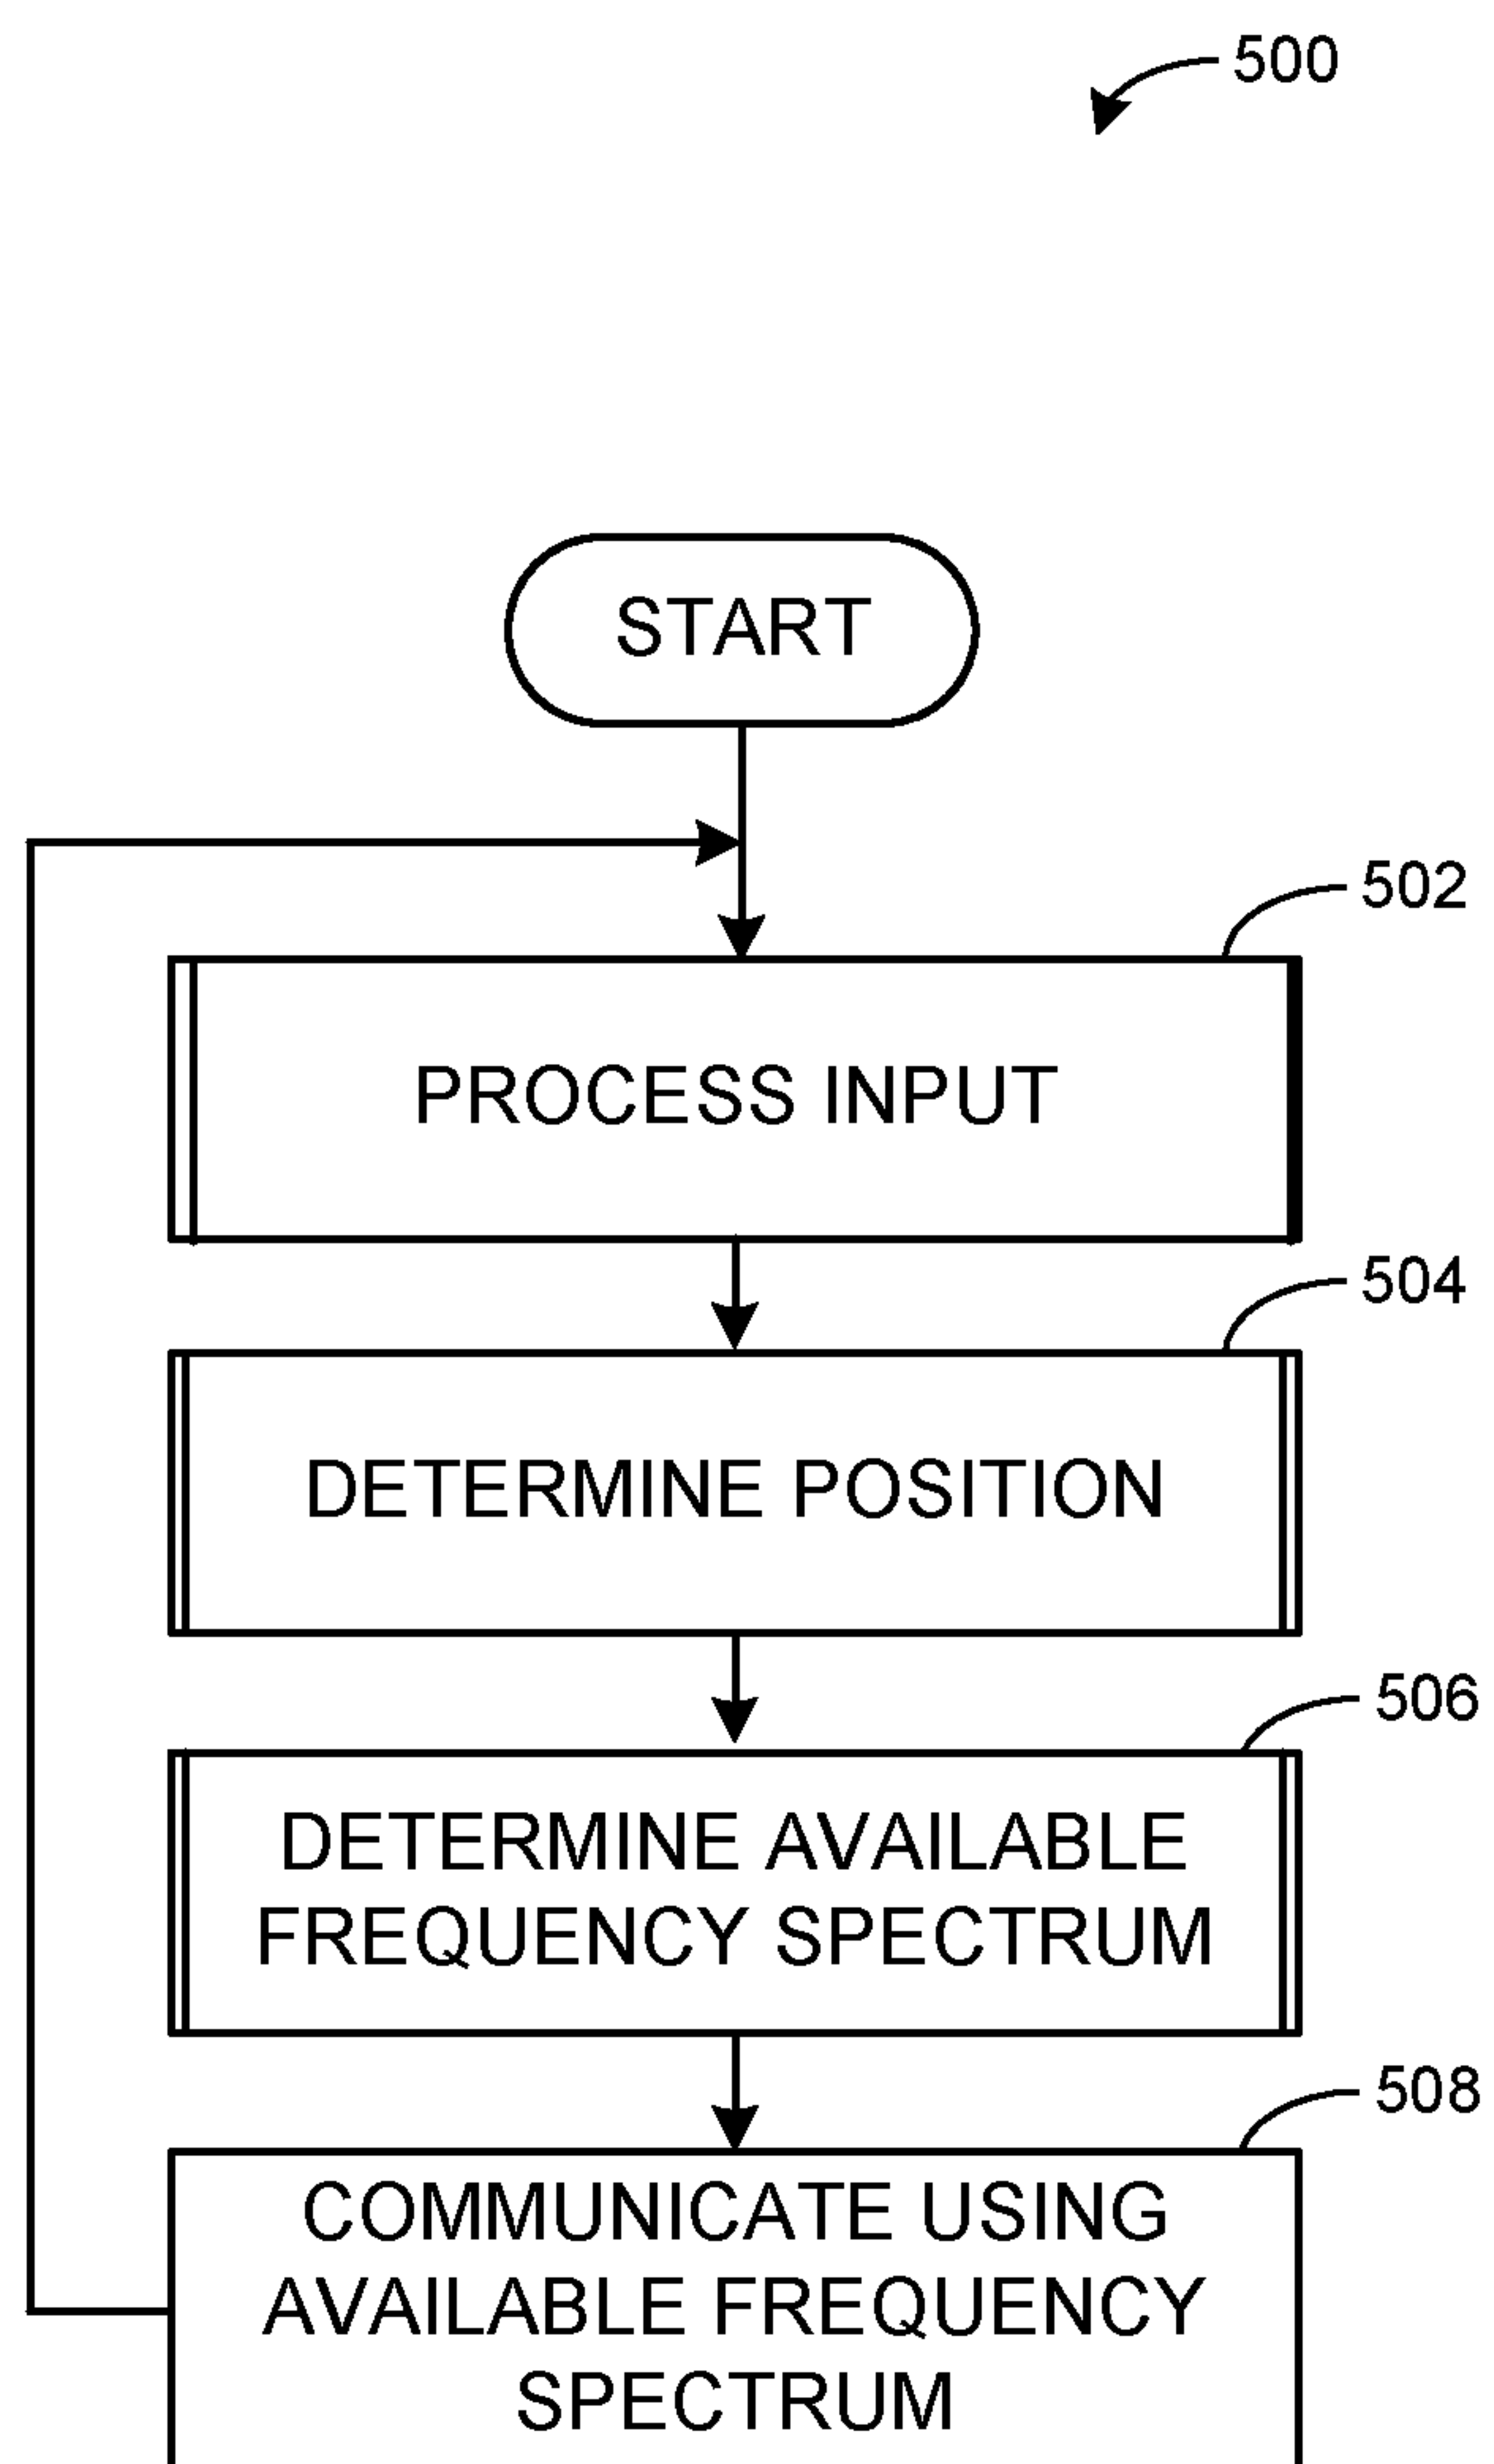 500
START
502
PROCESS INPUT
504
DETERMINE POSITION
506
DETERMINE AVAILABLE
FREQUENCY SPECTRUM
508
COMMUNICATE USING
AVAILABLE FREQUENCY
SPECTRUM